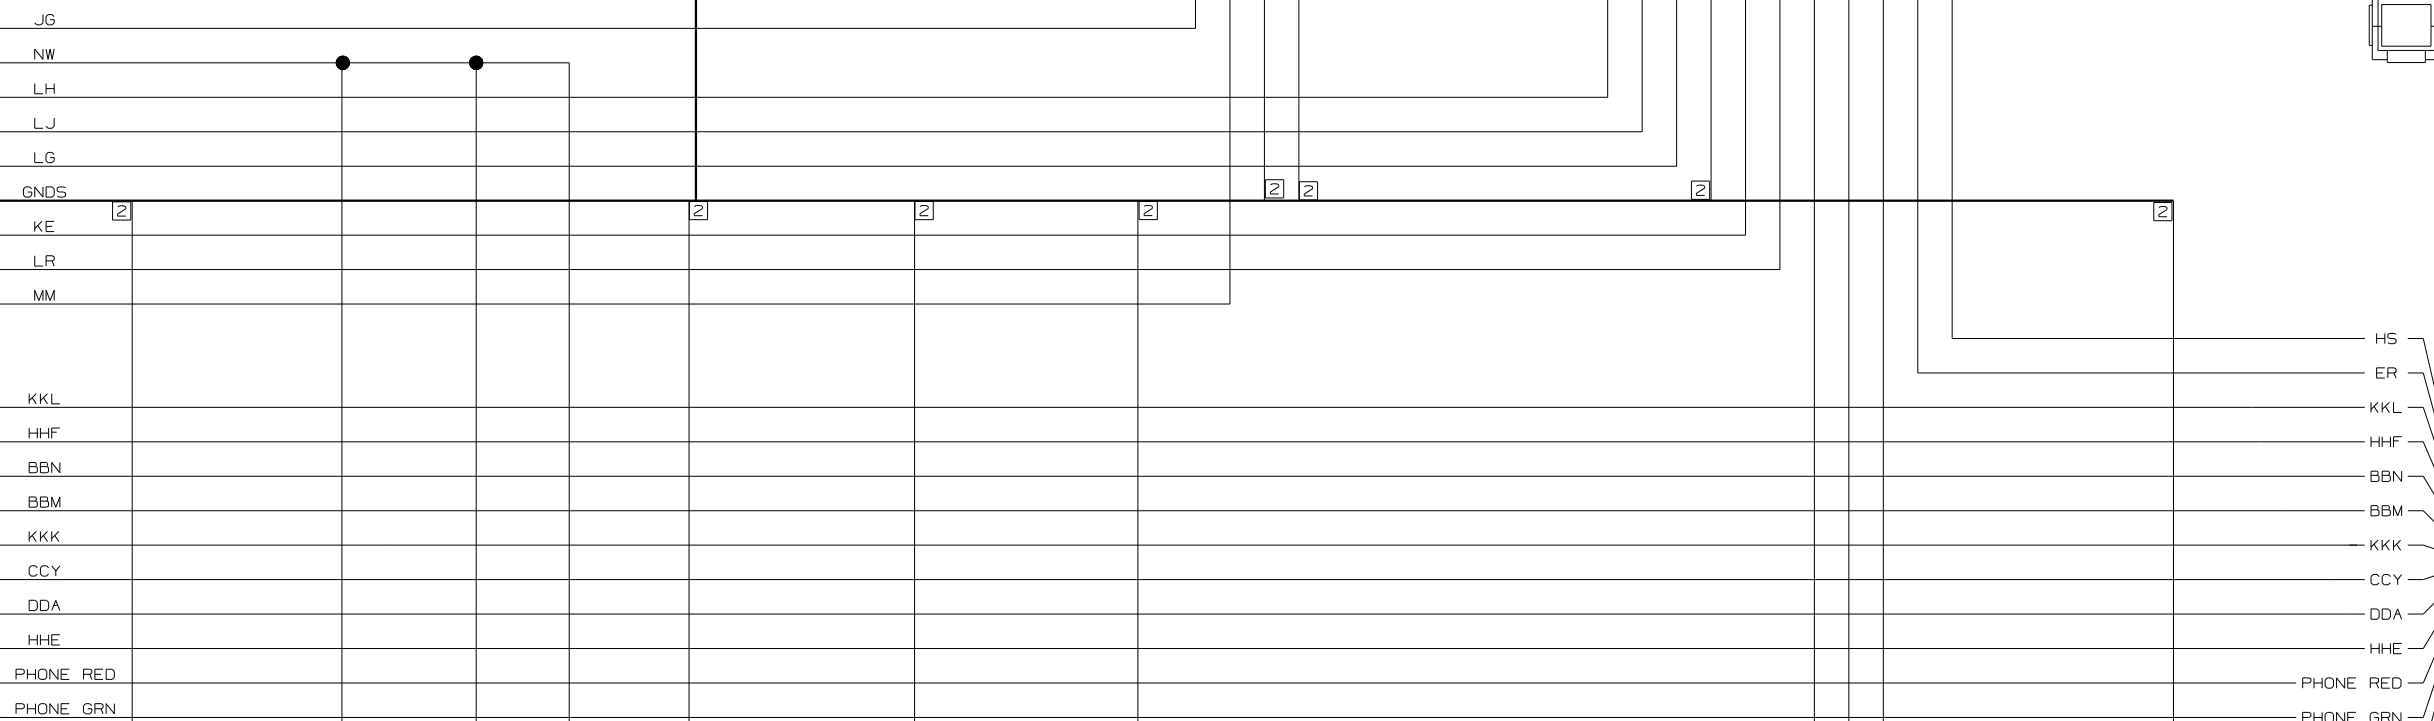 JG
NW
LH
LJ
LG
GNDS
2 2 2
2 2 2 2 2
KE
LR
MM
HS
ER
KKL KKL
HHF HHF
BBN BBN
BBM BBM
KKK KKK
CCY CCY
DDA DDA
HHE HHE
PHONE RED PHONE RED
PHONE GRN PHONE GRN